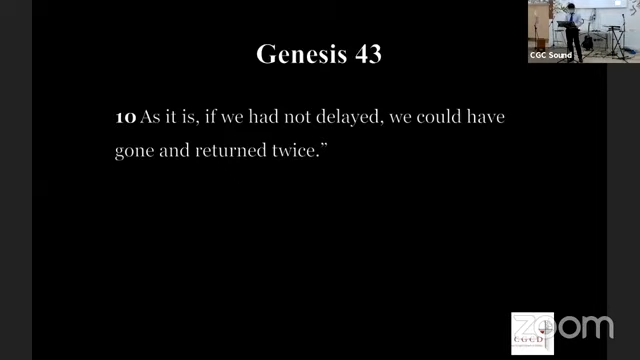 Genesis 43
10 As it is, if we had not delayed, we could have
gone and returned twice.”
CGC Sound
CGCD
zoom